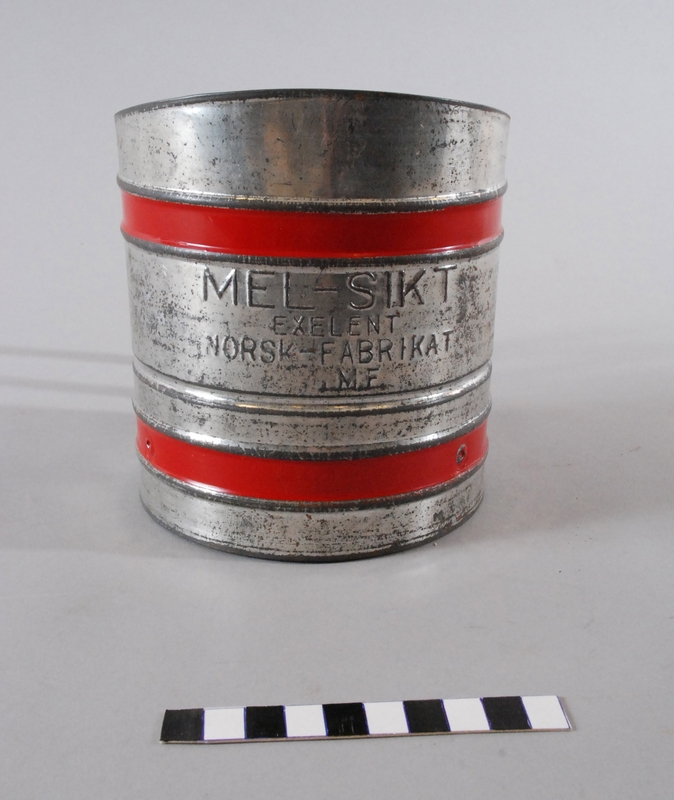 MEL-SIKT
EXELENT
NORSK-FABRIKAT
M.F.